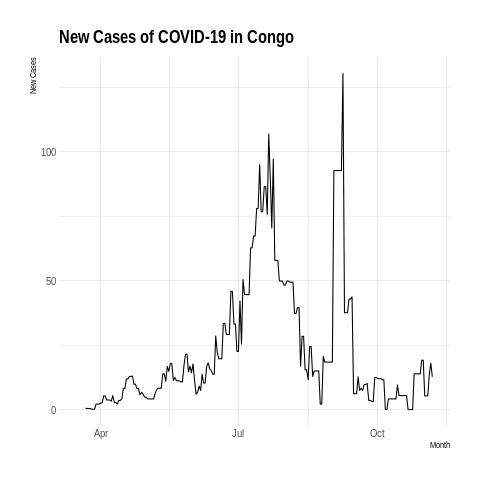 New Cases of COVID-19 in Congo
New Cases
100
50
0
Apr
Jul
Oct
Month